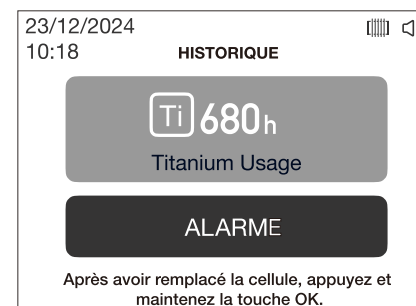 23/12/2024
10:18
HISTORIQUE
Ti 680h
Titanium Usage
ALARME
Après avoir remplacé la cellule, appuyez et
maintenez la touche OK.